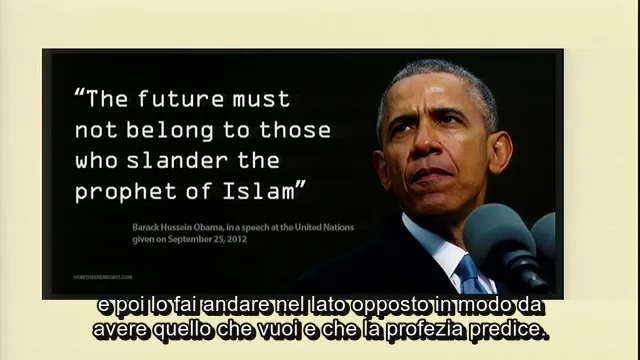 “The future must
not belong to those
who slander the
prophet of Islam”
Barack Hussein Obama, in a speech at the United Nations
given on September 25, 2012
NOWTHEENDBEGINS.COM
e poi lo fai andare nel lato opposto in modo da
avere quello che vuoi e che la profezia predice.